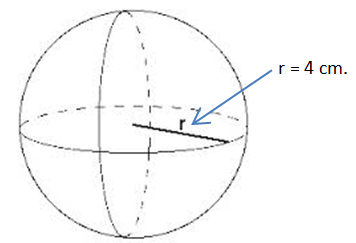 r = 4 cm.
r